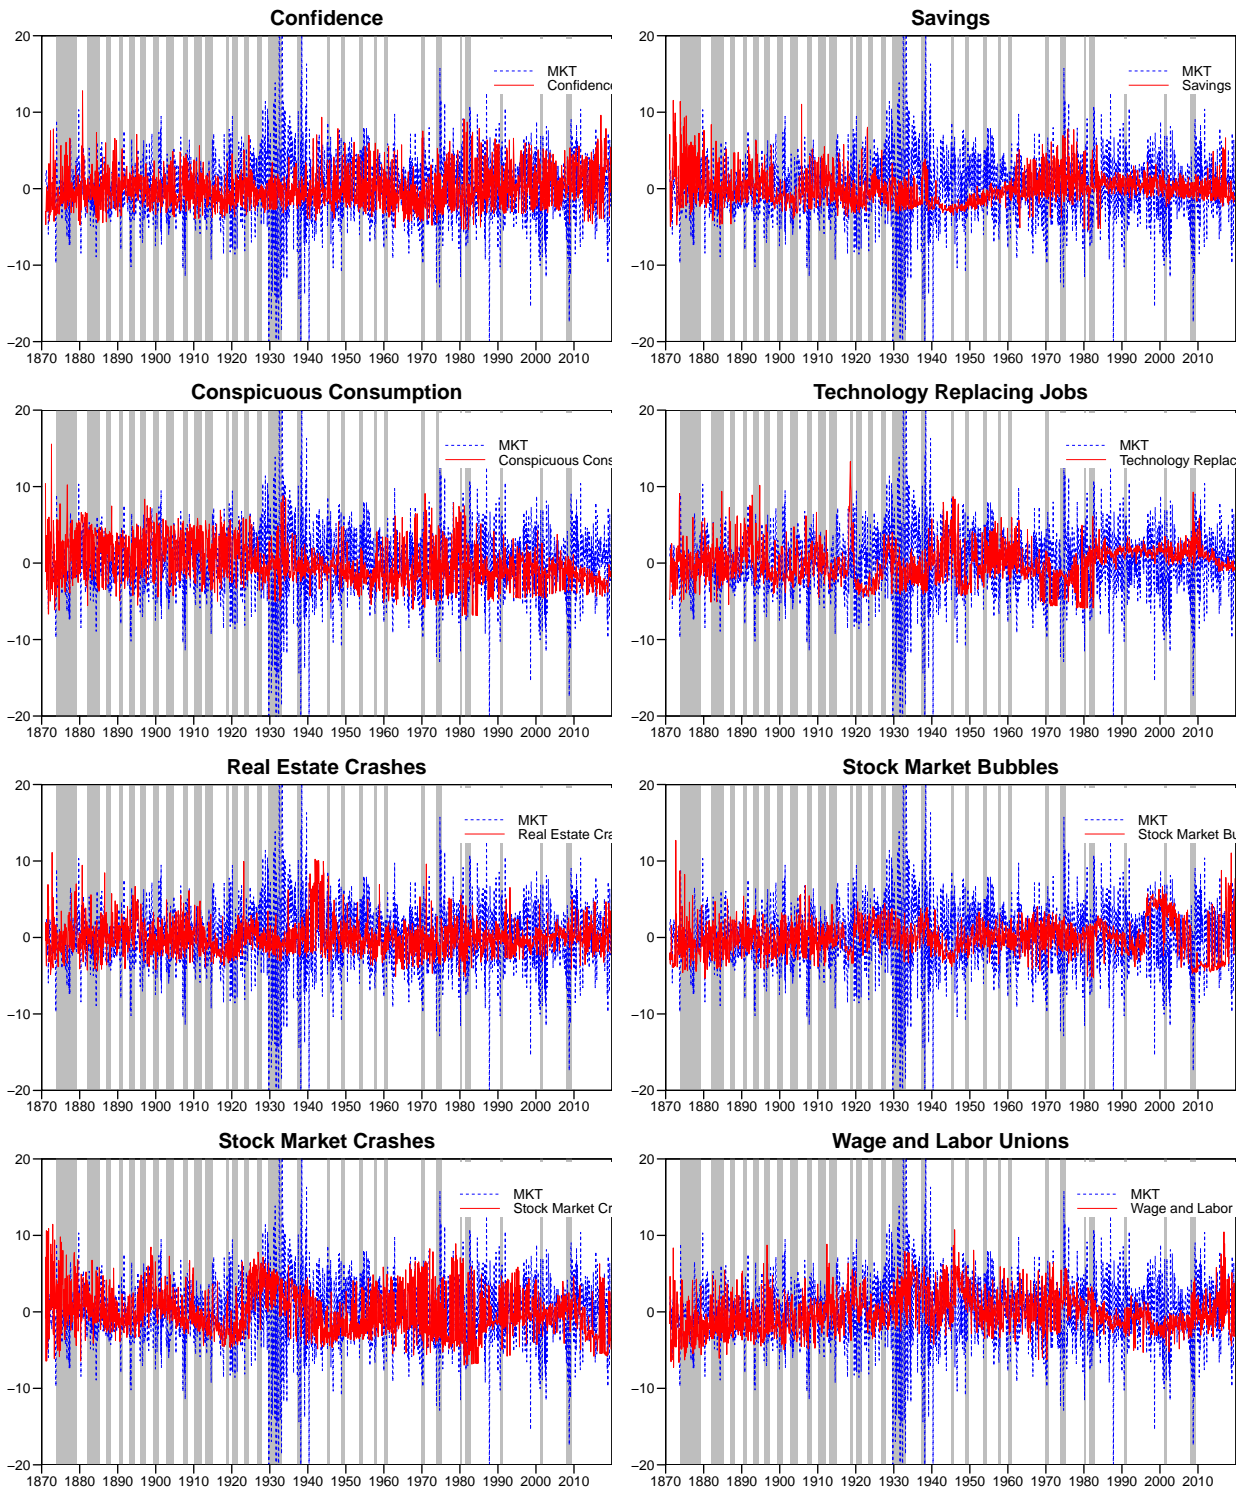 Confidence
20
10
0
−10
−20
MKT
Confidence
1870 1880 1890 1900 1910 1920 1930 1940 1950 1960 1970 1980 1990 2000 2010
Savings
20
10
0
−10
−20
MKT
Savings
1870 1880 1890 1900 1910 1920 1930 1940 1950 1960 1970 1980 1990 2000 2010
Conspicuous Consumption
20
10
0
−10
−20
MKT
Conspicuous Cons
1870 1880 1890 1900 1910 1920 1930 1940 1950 1960 1970 1980 1990 2000 2010
Technology Replacing Jobs
20
10
0
−10
−20
MKT
Technology Replac
1870 1880 1890 1900 1910 1920 1930 1940 1950 1960 1970 1980 1990 2000 2010
Real Estate Crashes
20
10
0
−10
−20
MKT
Real Estate Cra
1870 1880 1890 1900 1910 1920 1930 1940 1950 1960 1970 1980 1990 2000 2010
Stock Market Bubbles
20
10
0
−10
−20
MKT
Stock Market Bu
1870 1880 1890 1900 1910 1920 1930 1940 1950 1960 1970 1980 1990 2000 2010
Stock Market Crashes
20
10
0
−10
−20
MKT
Stock Market Cr
1870 1880 1890 1900 1910 1920 1930 1940 1950 1960 1970 1980 1990 2000 2010
Wage and Labor Unions
20
10
0
−10
−20
MKT
Wage and Labor
1870 1880 1890 1900 1910 1920 1930 1940 1950 1960 1970 1980 1990 2000 2010